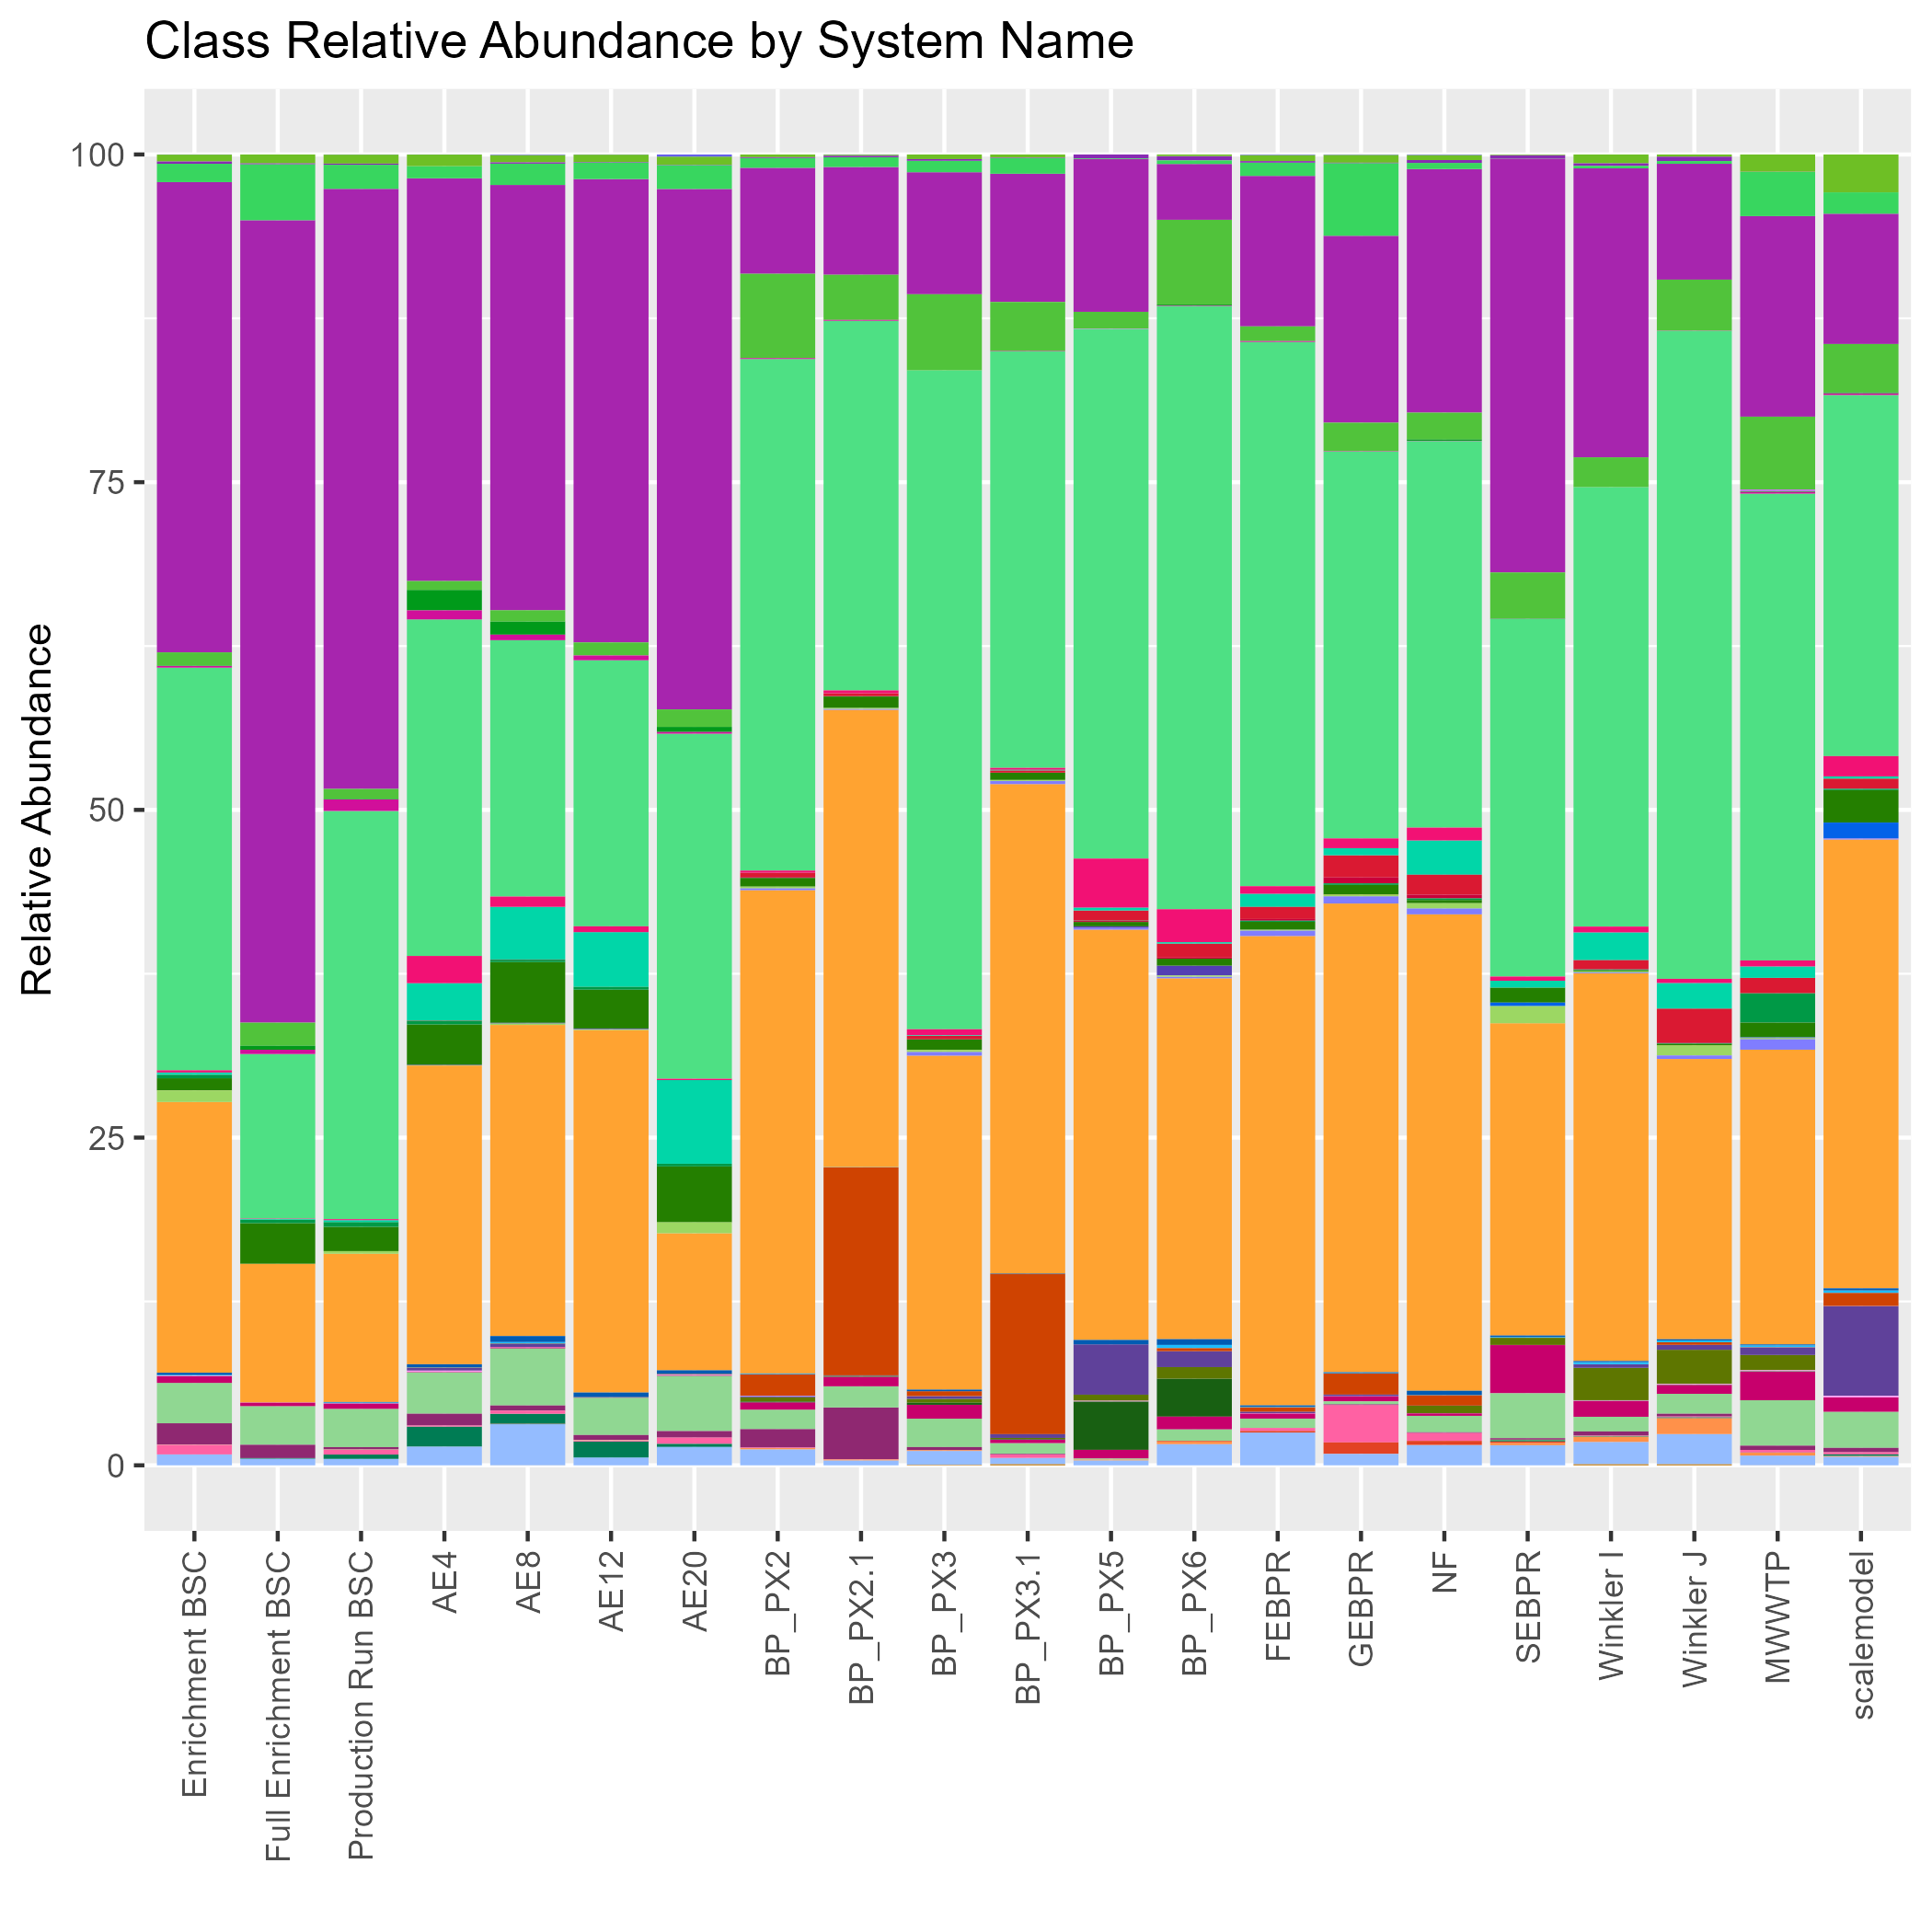 Class Relative Abundance by System Name
Relative Abundance
100
75
50
25
0
Enrichment BSC
Full Enrichment BSC
Production Run BSC
AE4
AE8
AE12
AE20
BP_PX2
BP_PX2.1
BP_PX3
BP_PX3.1
BP_PX5
BP_PX6
FEBPR
GEBPR
NF
SEBPR
Winkler I
Winkler J
MWWTP
scalemodel